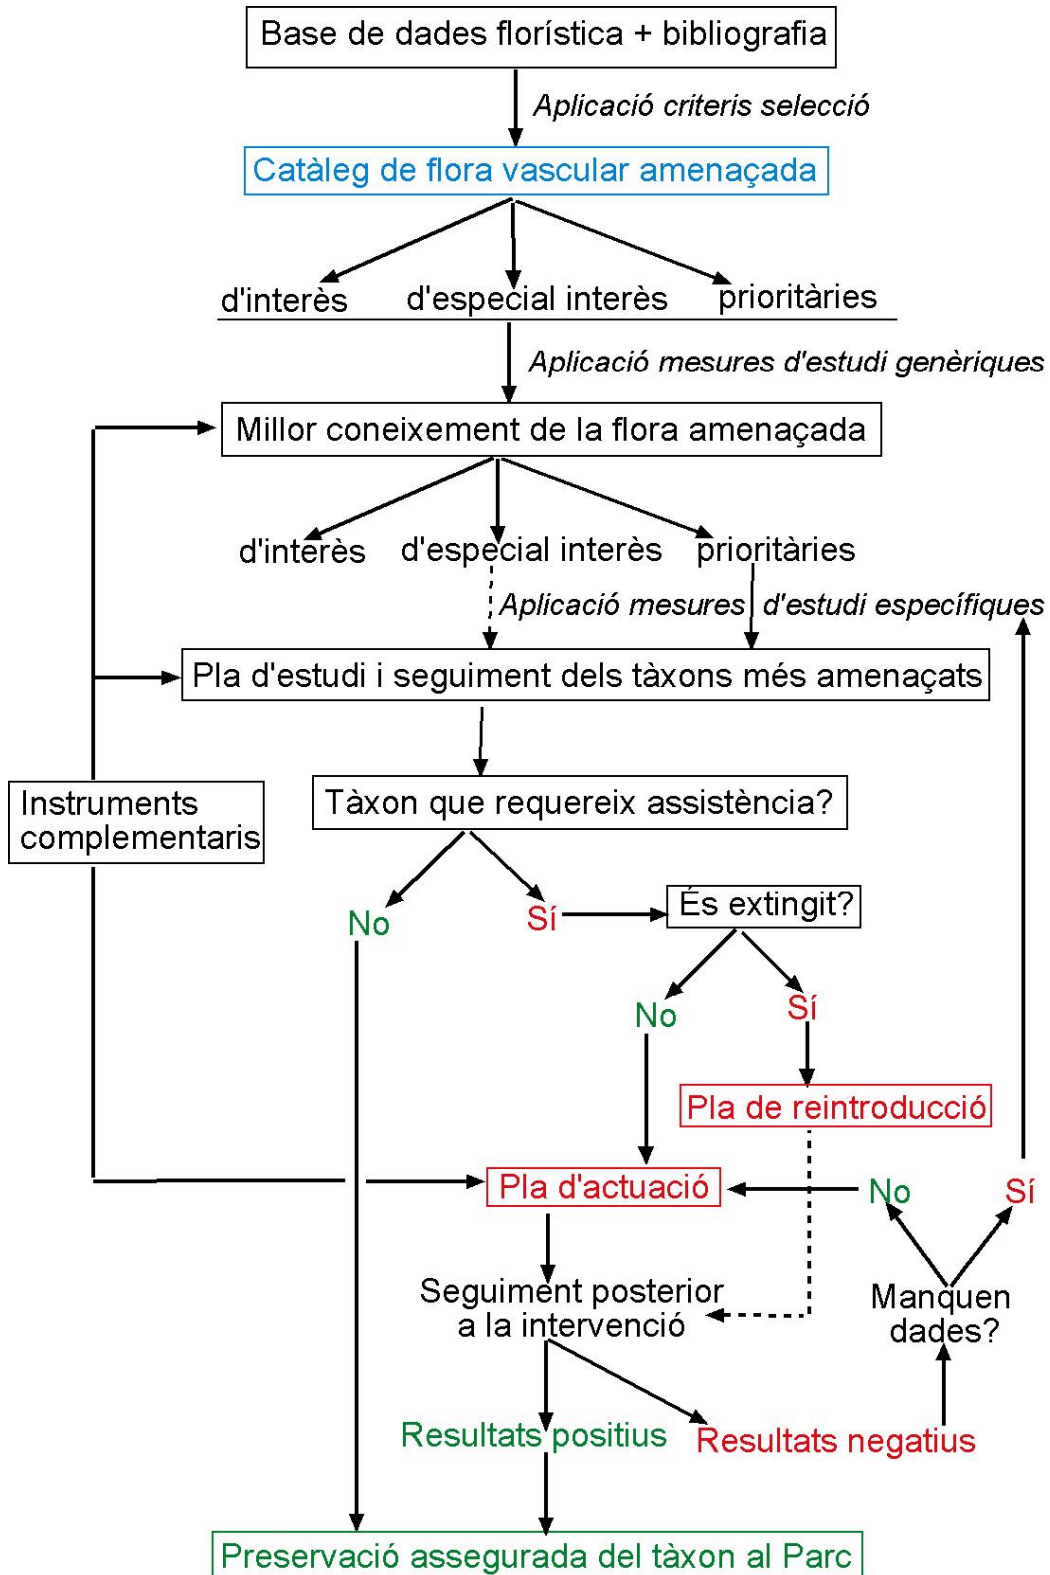 Base de dades florística + bibliografia
Aplicació criteris selecció
Catàleg de flora vascular amenaçada
d'interès
d'especial interès
prioritàries
Aplicació mesures d'estudi genèriques
Millor coneixement de la flora amenaçada
d'interès
d'especial interès
prioritàries
Aplicació mesures d'estudi específiques
Pla d'estudi i seguiment dels tàxons més amenaçats
Instruments
complementaris
Tàxon que requereix assistència?
No
Sí
És extingit?
No
Sí
Pla de reintroducció
Pla d'actuació
No
Sí
Seguiment posterior
a la intervenció
Manquen
dades?
Resultats positius
Resultats negatius
Preservació assegurada del tàxon al Parc